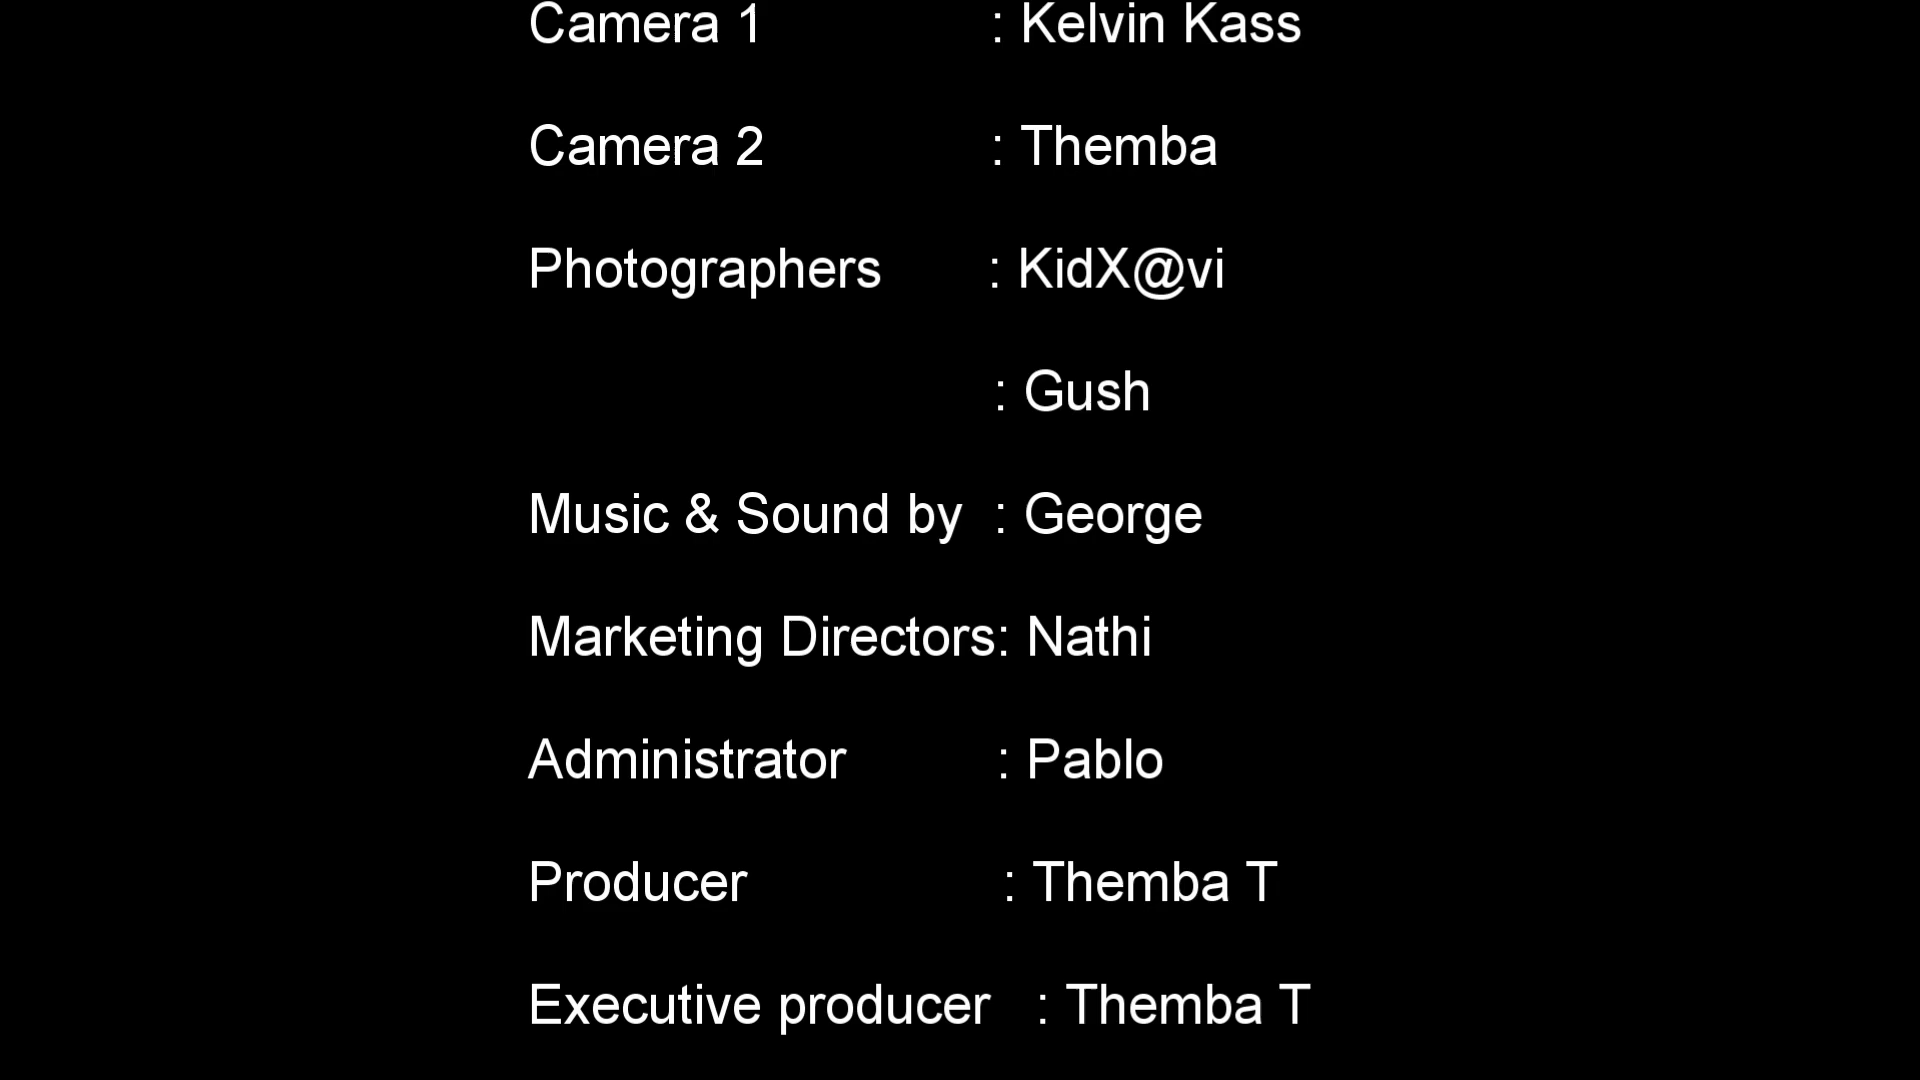 Camera 1 : Kelvin Kass
Camera 2 : Themba
Photographers : KidX@vi
: Gush
Music & Sound by : George
Marketing Directors: Nathi
Administrator : Pablo
Producer : Themba T
Executive producer : Themba T